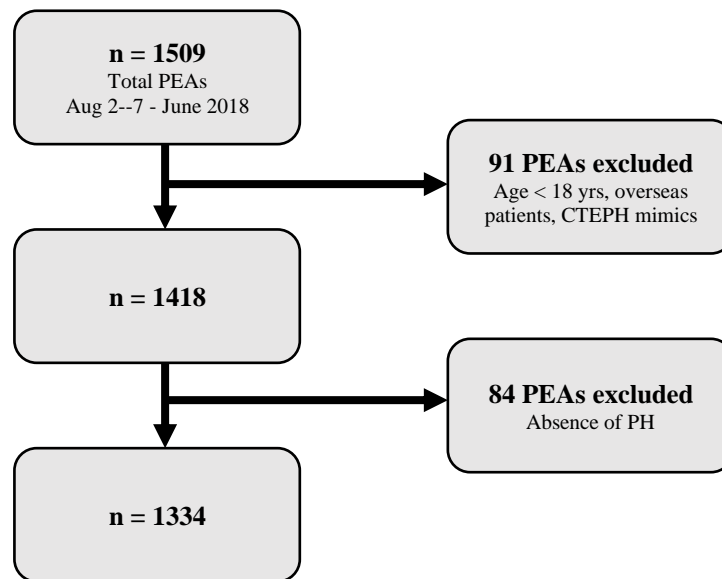 n = 1509
Total PEAs
Aug 2--7 - June 2018
91 PEAs excluded
Age < 18 yrs, overseas
patients, CTEPH mimics
n = 1418
84 PEAs excluded
Absence of PH
n = 1334